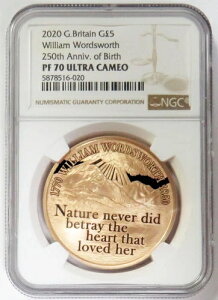 2020 G.Britain G£5
William Wordsworth
250th Anniv. of Birth
PF 70 ULTRA CAMEO
5878516-020
NUMISMATIC GUARANTY CORPORATION
NGC
1770 WILLIAM WORDSWORTH 1850
Nature never did
betray the
heart that
loved her